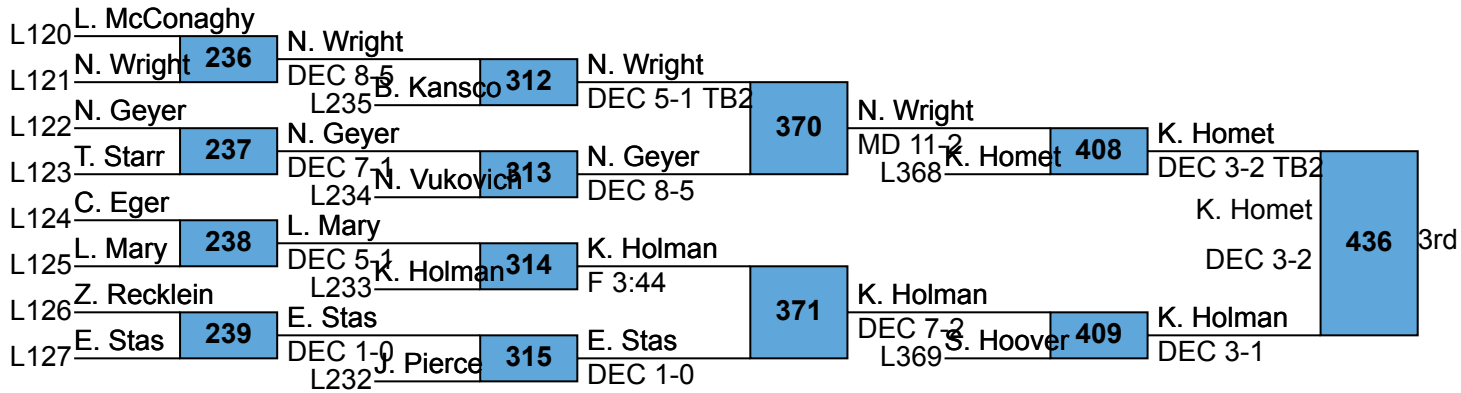 L120 L. McConaghy
L121 N. Wright
236
N. Wright
DEC 8-5
L235 B. Kansco
312
N. Wright
DEC 5-1 TB2
L122 N. Geyer
L123 T. Starr
237
N. Geyer
DEC 7-1
L234 N. Vukovich
313
N. Geyer
DEC 8-5
370
N. Wright
MD 11-2
L368 K. Homet
408
K. Homet
DEC 3-2 TB2
L124 C. Eger
L125 L. Mary
238
L. Mary
DEC 5-1
L233 K. Holman
314
K. Holman
F 3:44
L126 Z. Recklein
L127 E. Stas
239
E. Stas
DEC 1-0
L232 J. Pierce
315
E. Stas
DEC 1-0
371
K. Holman
DEC 7-2
L369 S. Hoover
409
K. Holman
DEC 3-1
K. Homet
DEC 3-2
436
3rd